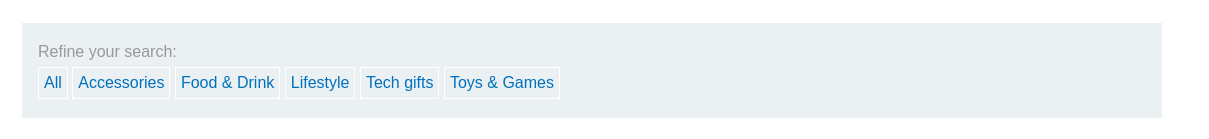 Refine your search:
All Accessories Food & Drink Lifestyle Tech gifts Toys & Games